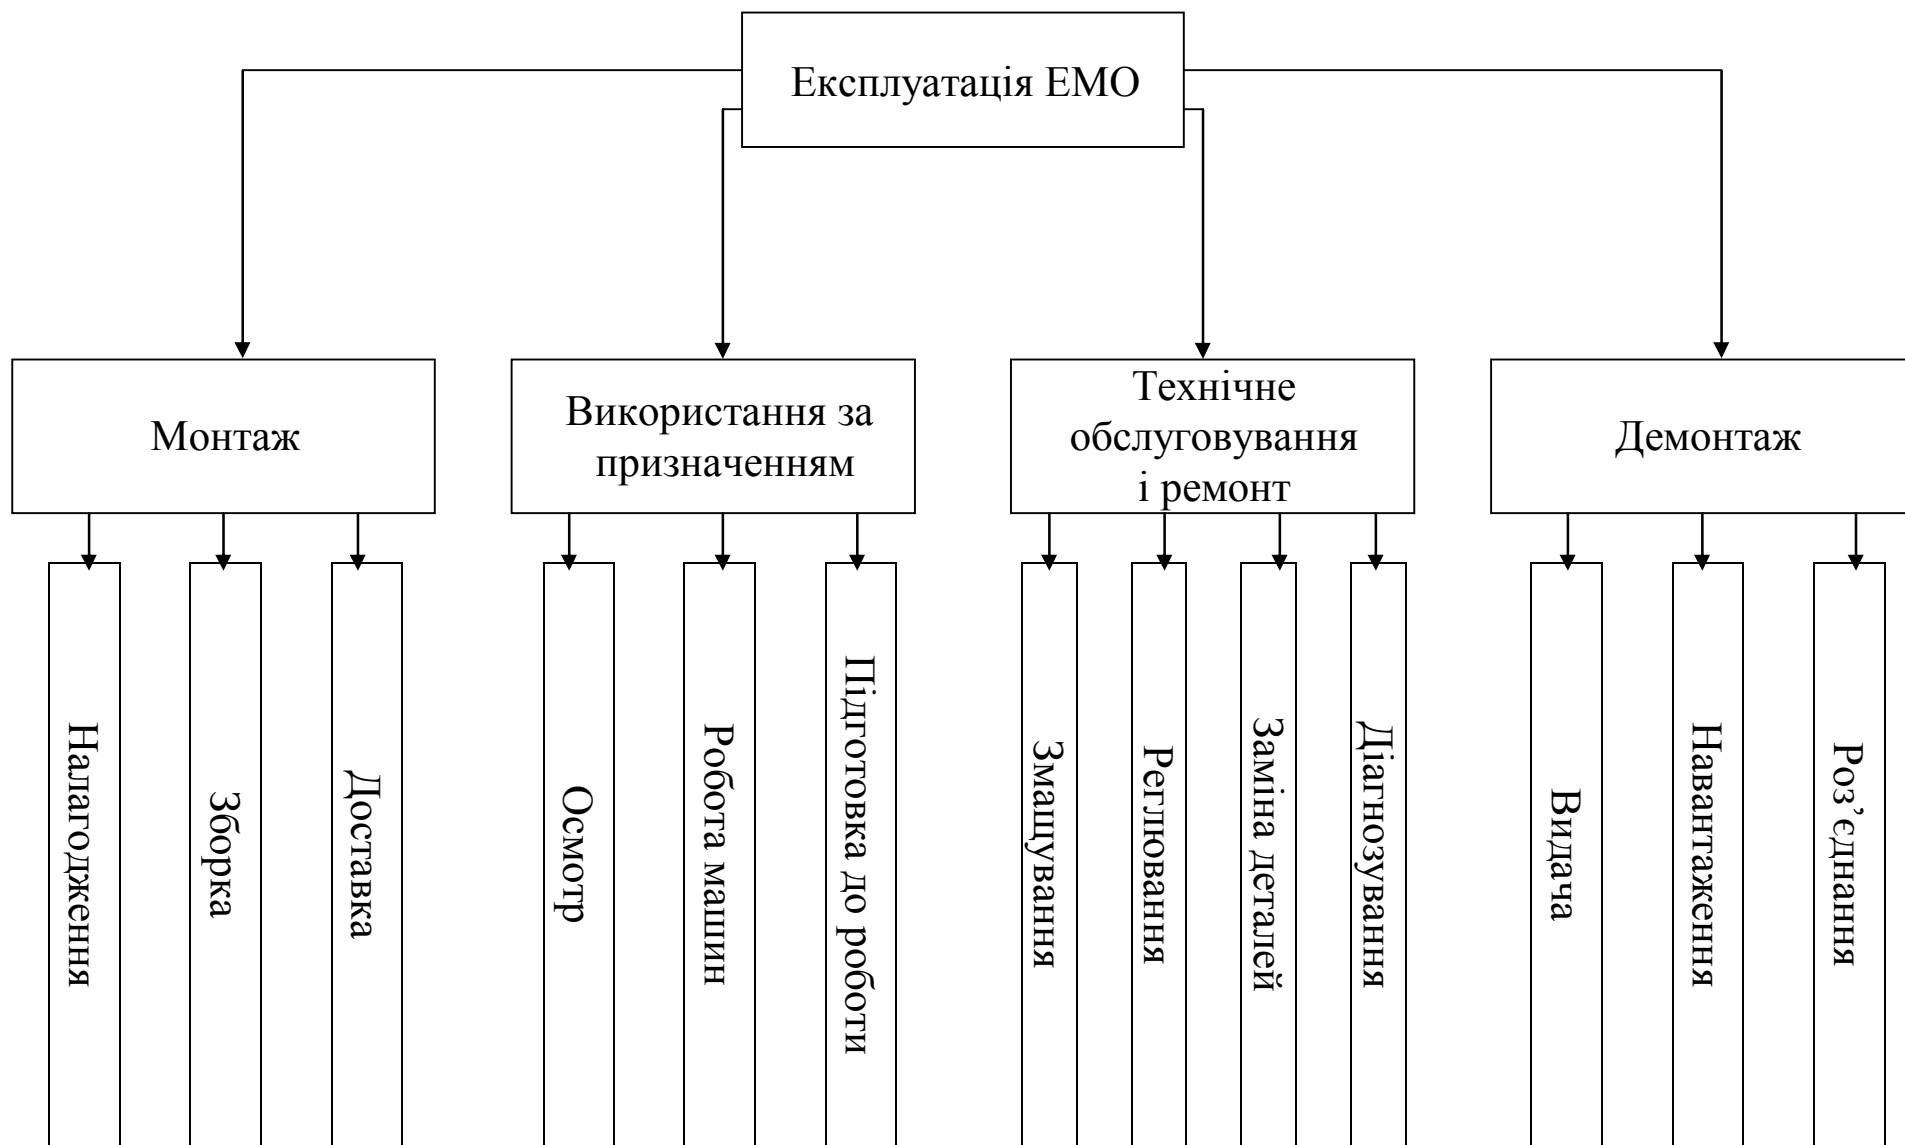 Експлуатація ЕМО
Монтаж
Використання за
призначенням
Технічне
обслуговування
і ремонт
Демонтаж
Налагодження
Зборка
Доставка
Осмотр
Робота машин
Підготовка до роботи
Змащування
Реглювання
Заміна деталей
Діагнозування
Видача
Навантаження
Роз’єднання